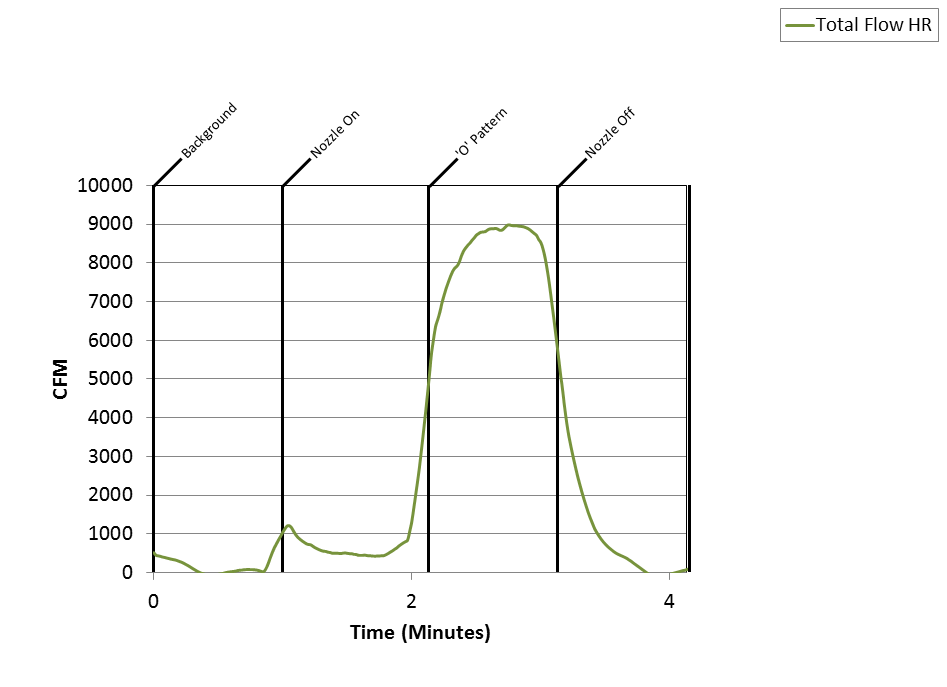 Total Flow HR
Background
Nozzle On
'O' Pattern
Nozzle Off
10000
9000
8000
7000
6000
5000
4000
3000
2000
1000
0
CFM
0 2 4
Time (Minutes)